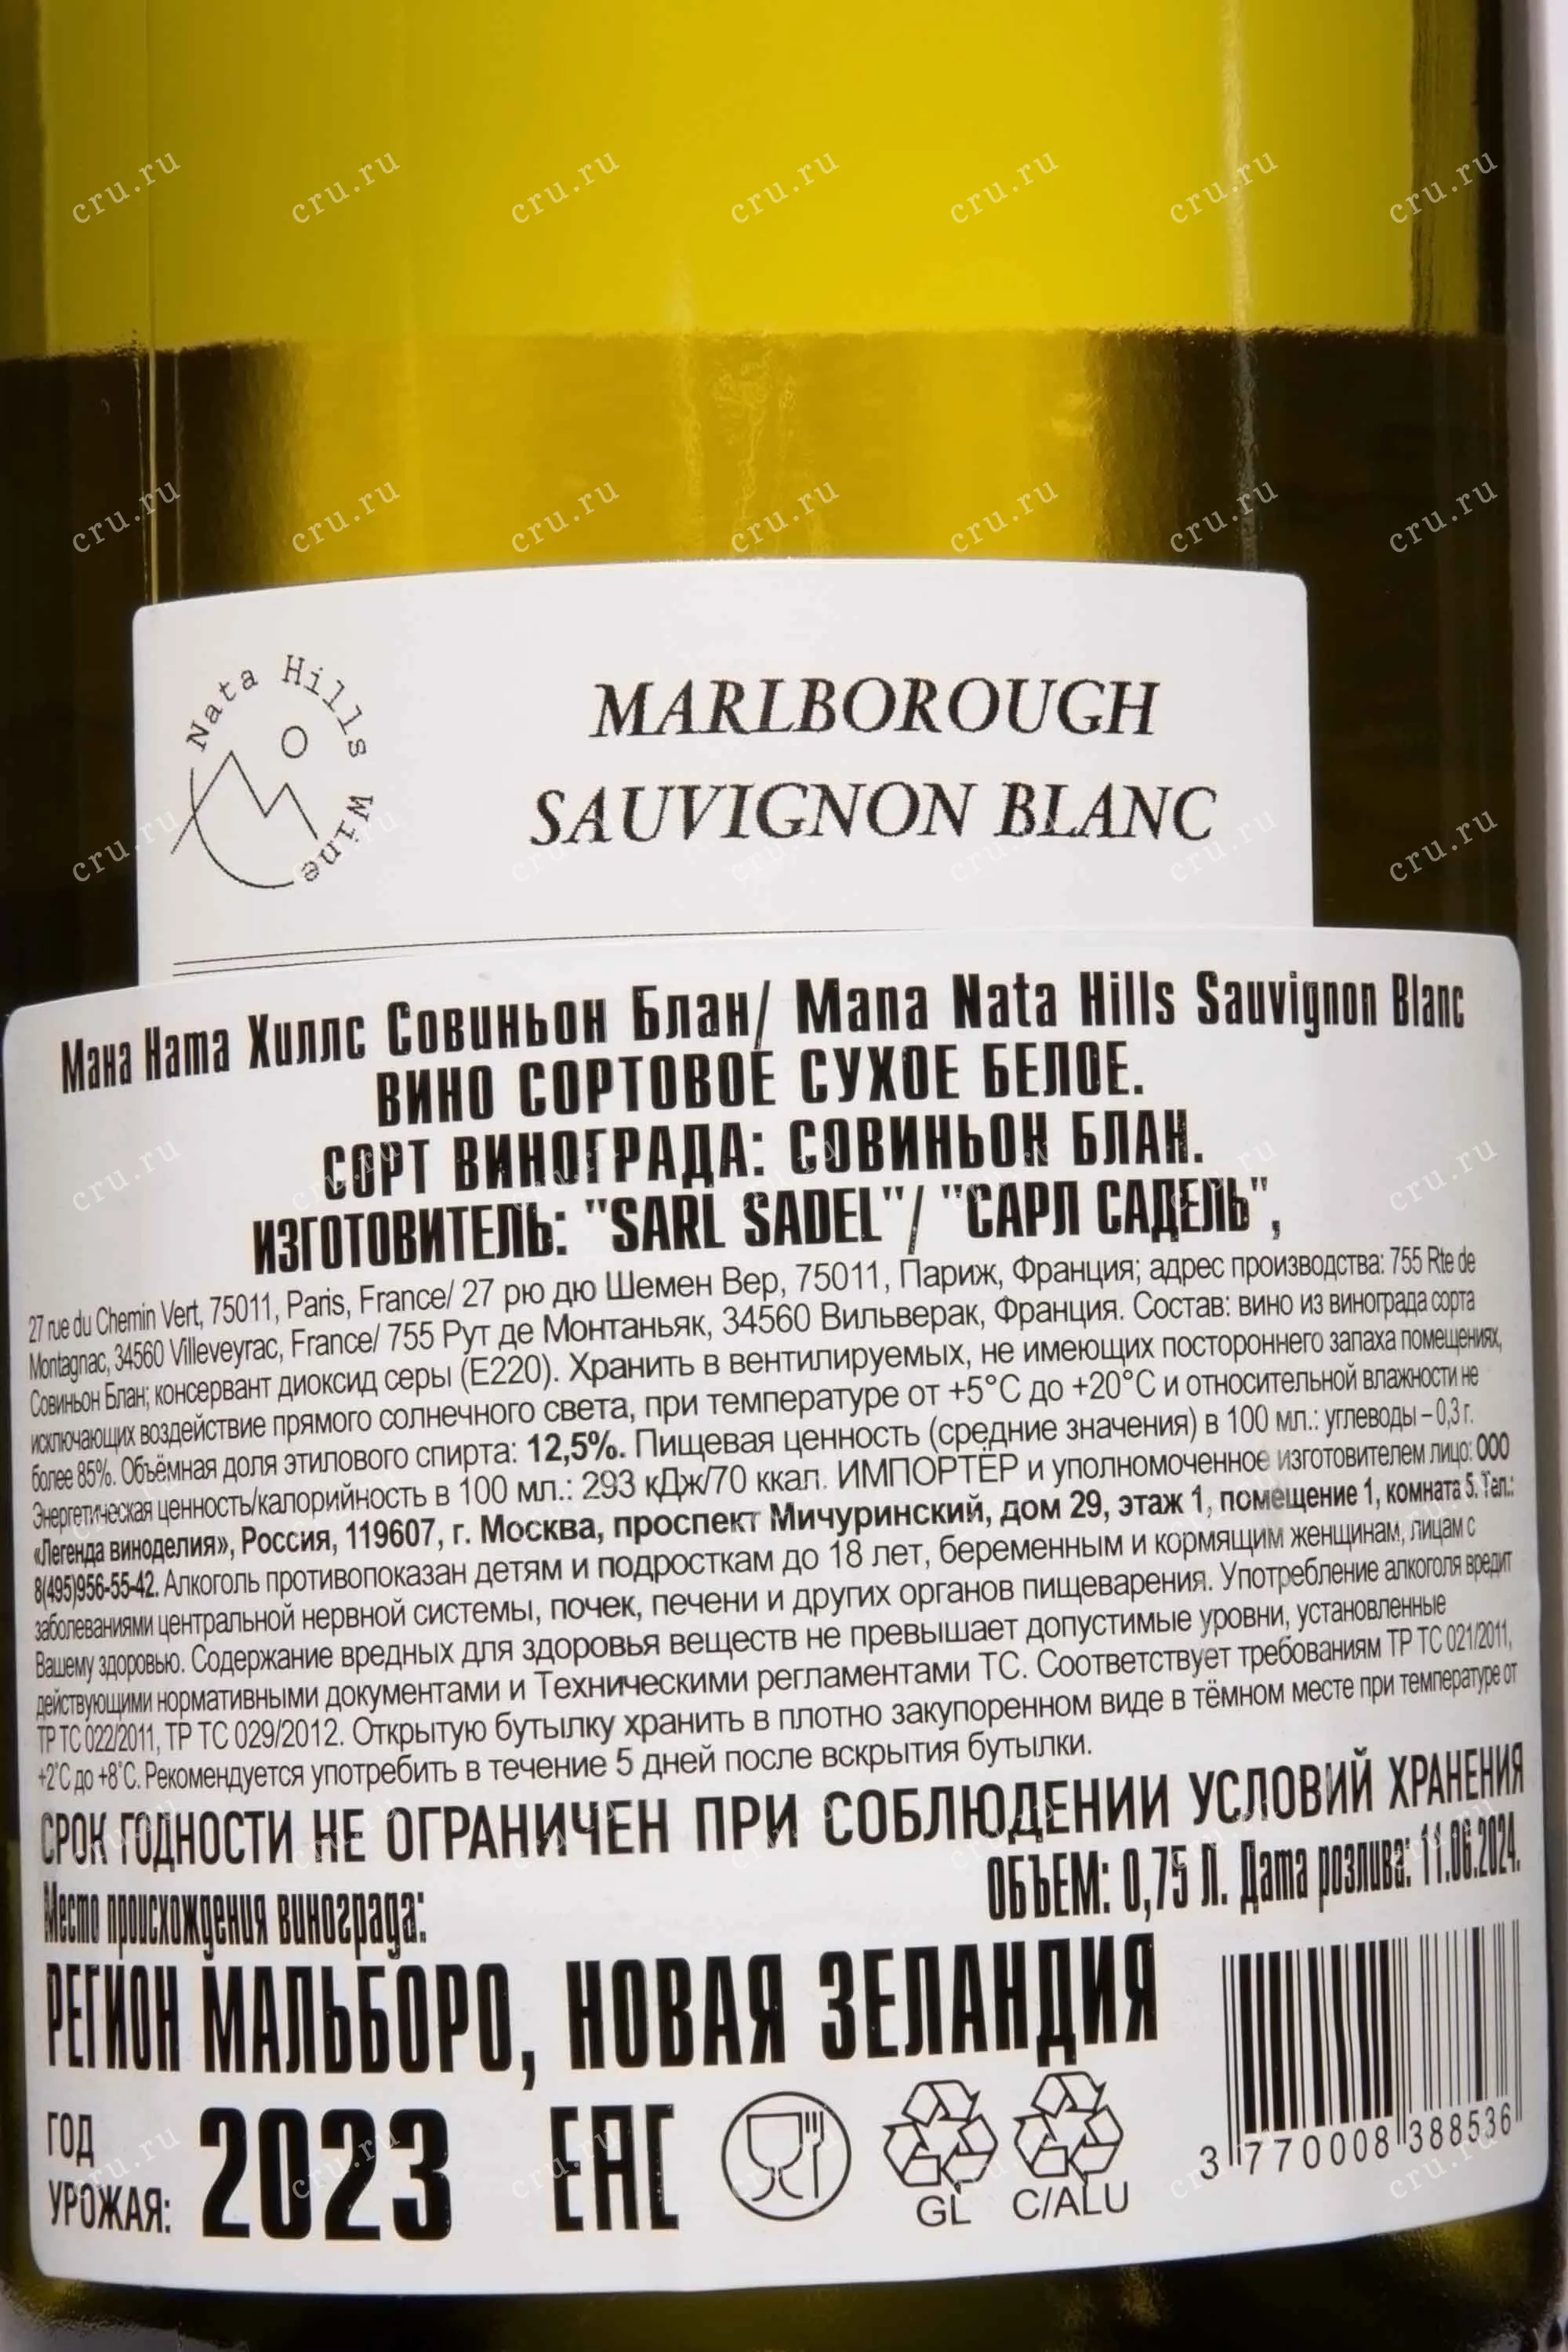 Nata Hills Wine
MARLBOROUGH
SAUVIGNON BLANC
Мана Ната Хиллс Совиньон Блан/ Mana Nata Hills Sauvignon Blanc
ВИНО СОРТОВОЕ СУХОЕ БЕЛОЕ.
СОРТ ВИНОГРАДА: СОВИНЬОН БЛАН.
ИЗГОТОВИТЕЛЬ: "SARL SADEL"/ "САРЛ САДЕЛЬ",
27 rue du Chemin Vert, 75011, Paris, France/ 27 рю дю Шемен Вер, 75011, Париж, Франция; адрес производства: 755 Rte de
Montagnac, 34560 Villeveyrac, France/ 755 Рут де Монтаньяк, 34560 Вильверак, Франция. Состав: вино из винограда сорта
Совиньон Блан; консервант диоксид серы (Е220). Хранить в вентилируемых, не имеющих постороннего запаха помещениях,
исключающих воздействие прямого солнечного света, при температуре от +5°С до +20°С и относительной влажности не
более 85%. Объёмная доля этилового спирта: 12,5%. Пищевая ценность (средние значения) в 100 мл.: углеводы – 0,3 г.
Энергетическая ценность/калорийность в 100 мл.: 293 кДж/70 ккал. ИМПОРТЁР и уполномоченное изготовителем лицо: ООО
«Легенда виноделия», Россия, 119607, г. Москва, проспект Мичуринский, дом 29, этаж 1, помещение 1, комната 5. Тел.:
8(495)956-55-42. Алкоголь противопоказан детям и подросткам до 18 лет, беременным и кормящим женщинам, лицам с
заболеваниями центральной нервной системы, почек, печени и других органов пищеварения. Употребление алкоголя вредит
Вашему здоровью. Содержание вредных для здоровья веществ не превышает допустимые уровни, установленные
действующими нормативными документами и Техническими регламентами ТС. Соответствует требованиям ТР ТС 021/2011,
ТР ТС 022/2011, ТР ТС 029/2012. Открытую бутылку хранить в плотно закупоренном виде в тёмном месте при температуре от
+2°С до +8°С. Рекомендуется употребить в течение 5 дней после вскрытия бутылки.
СРОК ГОДНОСТИ НЕ ОГРАНИЧЕН ПРИ СОБЛЮДЕНИИ УСЛОВИЙ ХРАНЕНИЯ
ОБЪЕМ: 0,75 Л. Дата розлива: 11.06.2024.
Место происхождения винограда:
РЕГИОН МАЛЬБОРО, НОВАЯ ЗЕЛАНДИЯ
ГОД
УРОЖАЯ: 2023 EAC
GL C/ALU
3 770008 388536
cru.ru